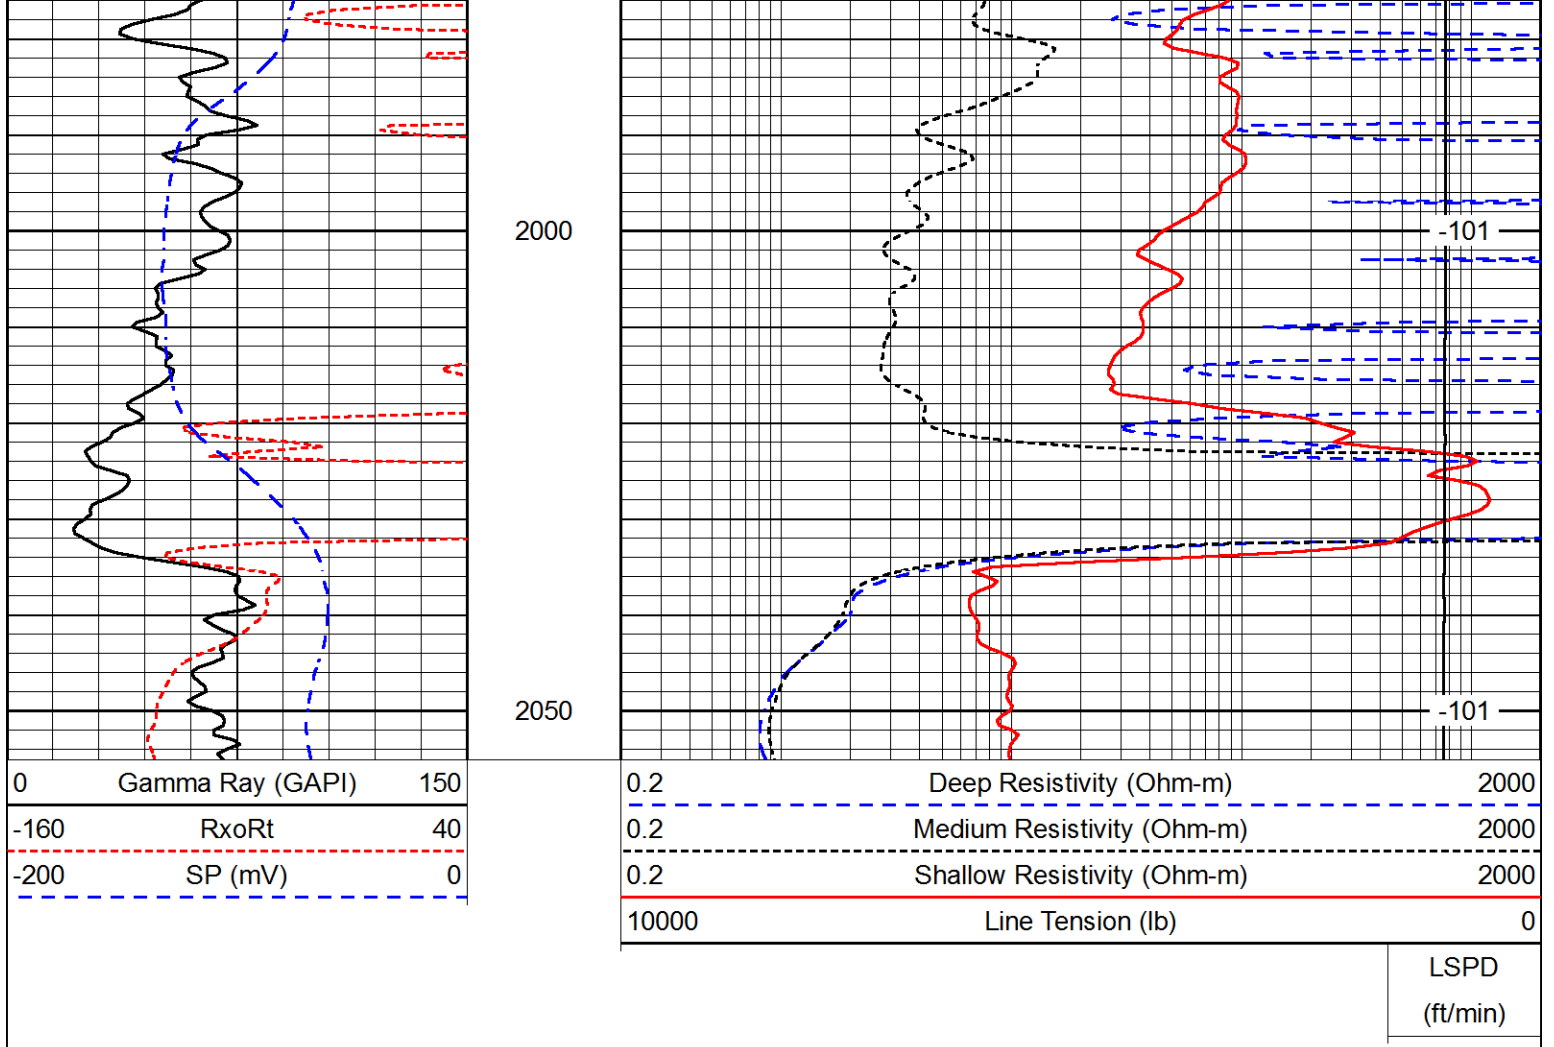 2000
-101
2050
-101
0 Gamma Ray (GAPI) 150
0.2 Deep Resistivity (Ohm-m) 2000
-160 RxoRt 40
0.2 Medium Resistivity (Ohm-m) 2000
-200 SP (mV) 0
0.2 Shallow Resistivity (Ohm-m) 2000
10000 Line Tension (lb) 0
LSPD
(ft/min)